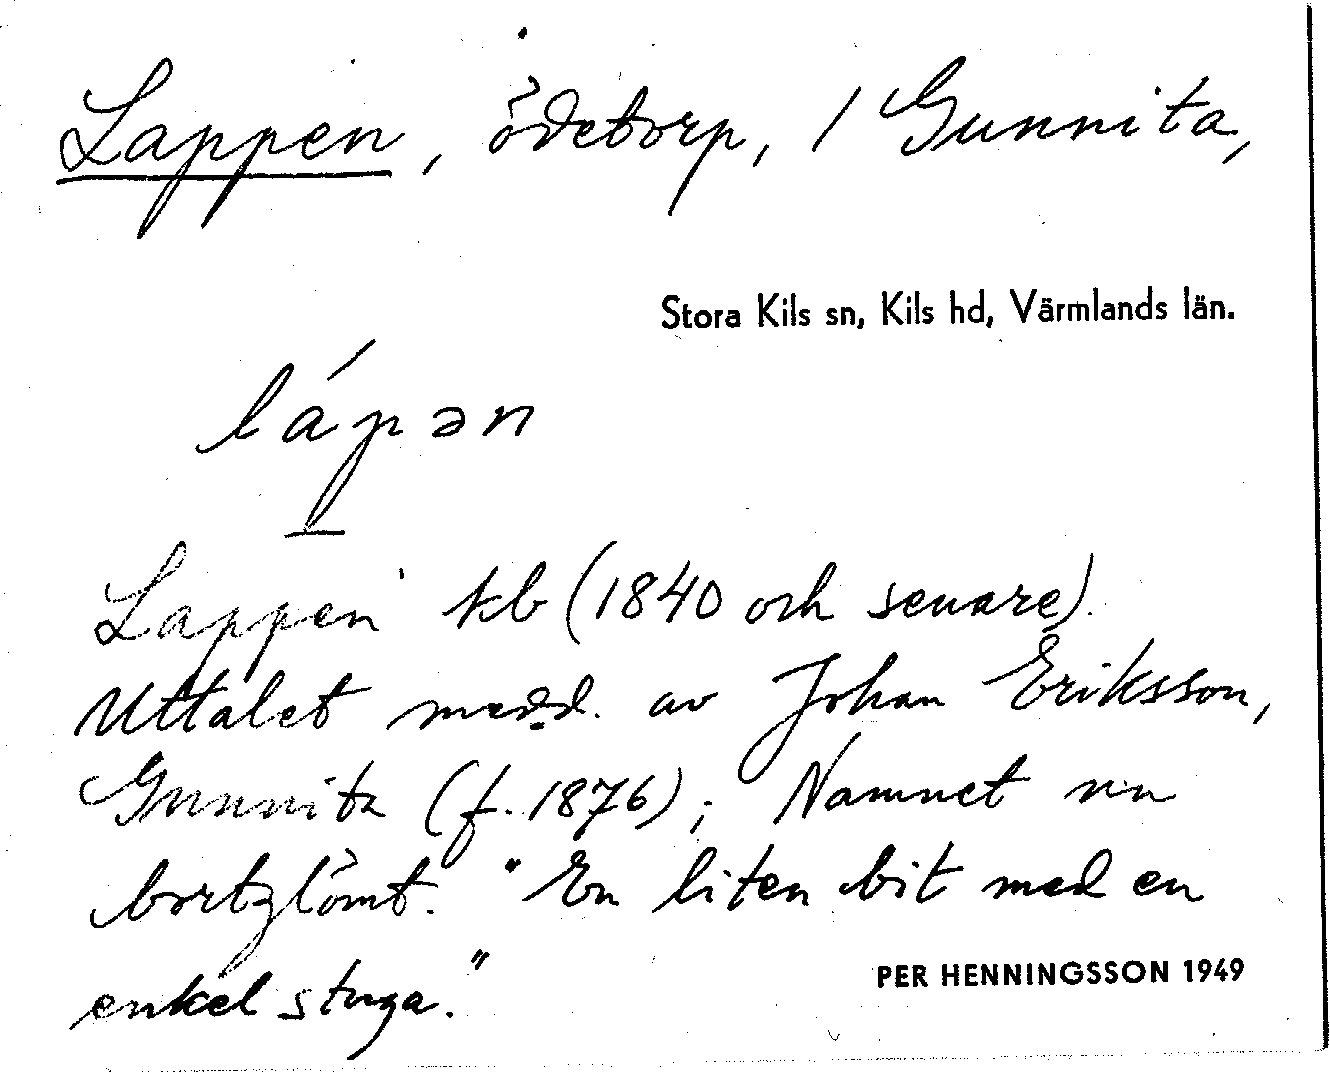 Lappen, ödetorp, / Gunnita,
Stora Kils sn, Kils hd, Värmlands län.
lápən
Lappen kb (1840 och senare).
Uttalet medd. av Johan Eriksson,
Gunnita (f. 1876); Namnet nu
bortglömt. "En liten bit med en
enkel stuga."
PER HENNINGSSON 1949